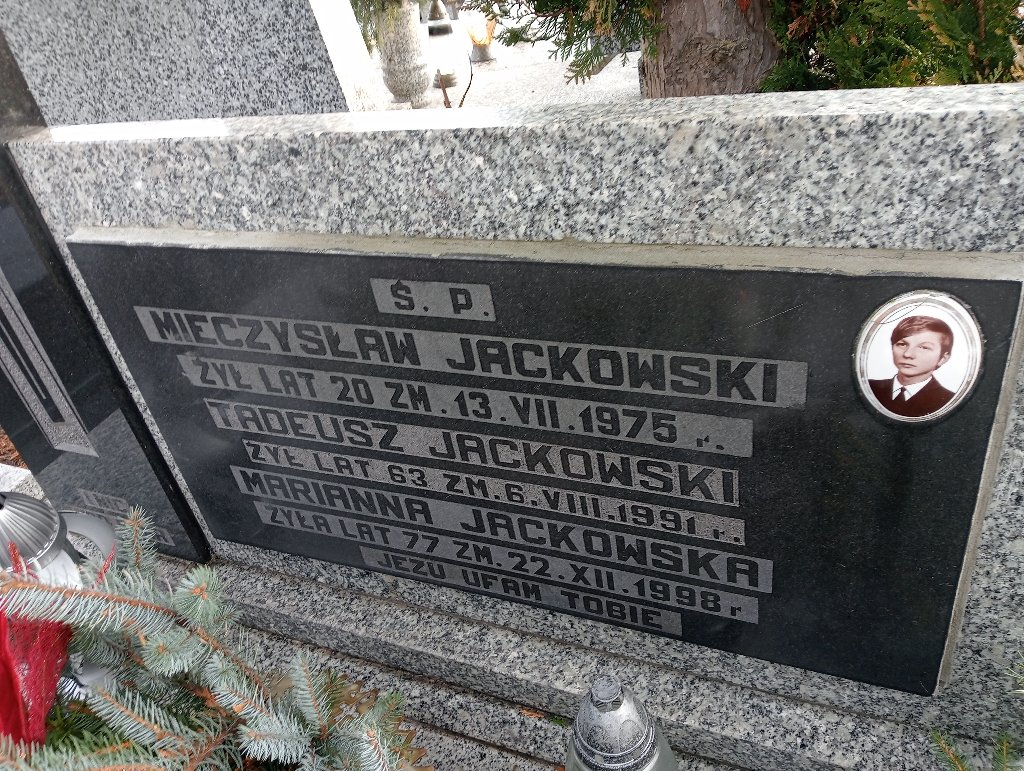 Ś. P.
MIECZYSŁAW JACKOWSKI
ŻYŁ LAT 20 ZM. 13. VII. 1975 r.
TADEUSZ JACKOWSKI
ŻYŁ LAT 63 ZM. 6. VIII. 1991 r.
MARIANNA JACKOWSKA
ŻYŁA LAT 77 ZM. 22. XII. 1998 r
JEZU UFAM TOBIE